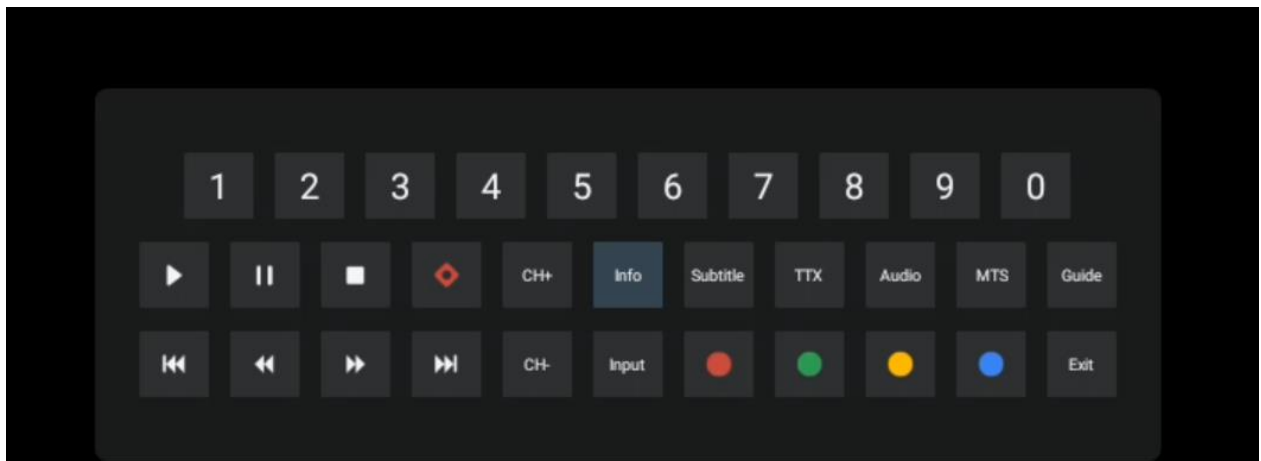 1 2 3 4 5 6 7 8 9 0
CH+ Info Subtitle TTX Audio MTS Guide
CH- Input Exit